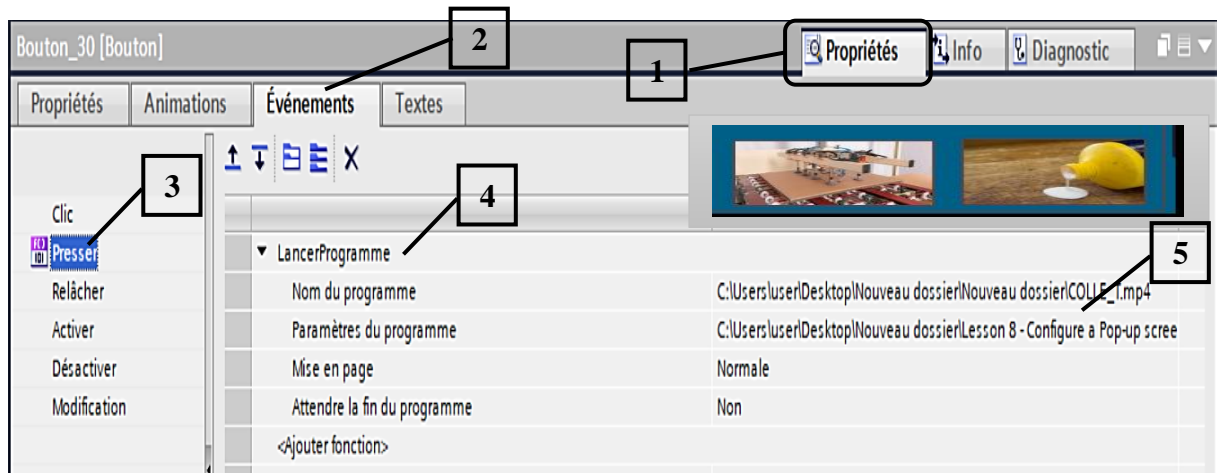 Bouton_30 [Bouton]
2
1
Propriétés
Info
Diagnostic
Propriétés
Animations
Événements
Textes
3
Clic
Presser
Relâcher
Activer
Désactiver
Modification
4
5
LancerProgramme
Nom du programme C:\Users\user\Desktop\Nouveau dossier\Nouveau dossier\COLLE_1.mp4
Paramètres du programme C:\Users\user\Desktop\Nouveau dossier\Lesson 8 - Configure a Pop-up scree
Mise en page Normale
Attendre la fin du programme Non
<Ajouter fonction>